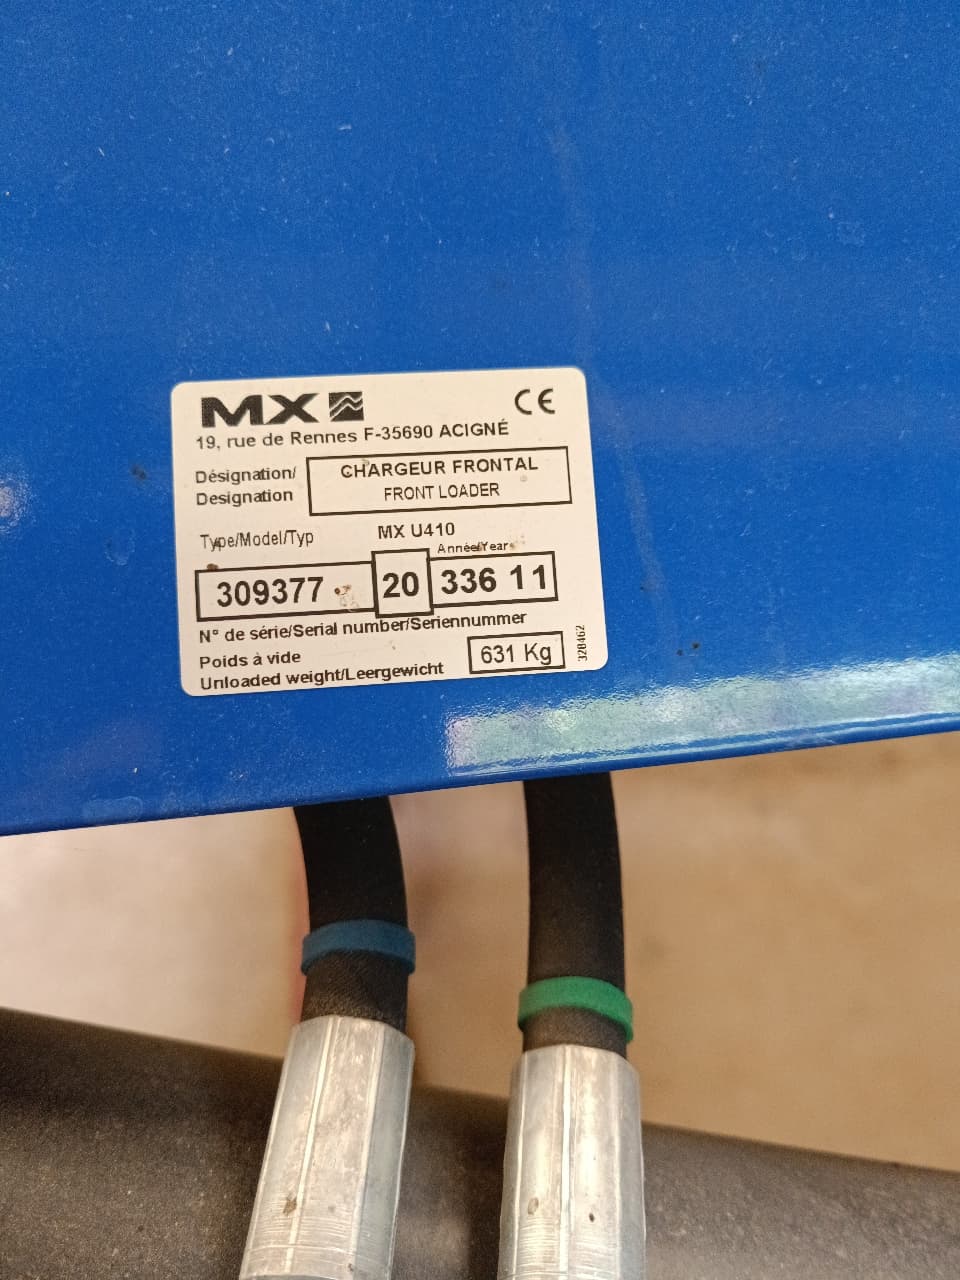 MX CE
19, rue de Rennes F-35690 ACIGNÉ
Désignation/ CHARGEUR FRONTAL
Designation FRONT LOADER
Type/Model/Typ MX U410
Année/Year
309377 20 336 11
N° de série/Serial number/Seriennummer
Poids à vide
Unloaded weight/Leergewicht 631 Kg
328462